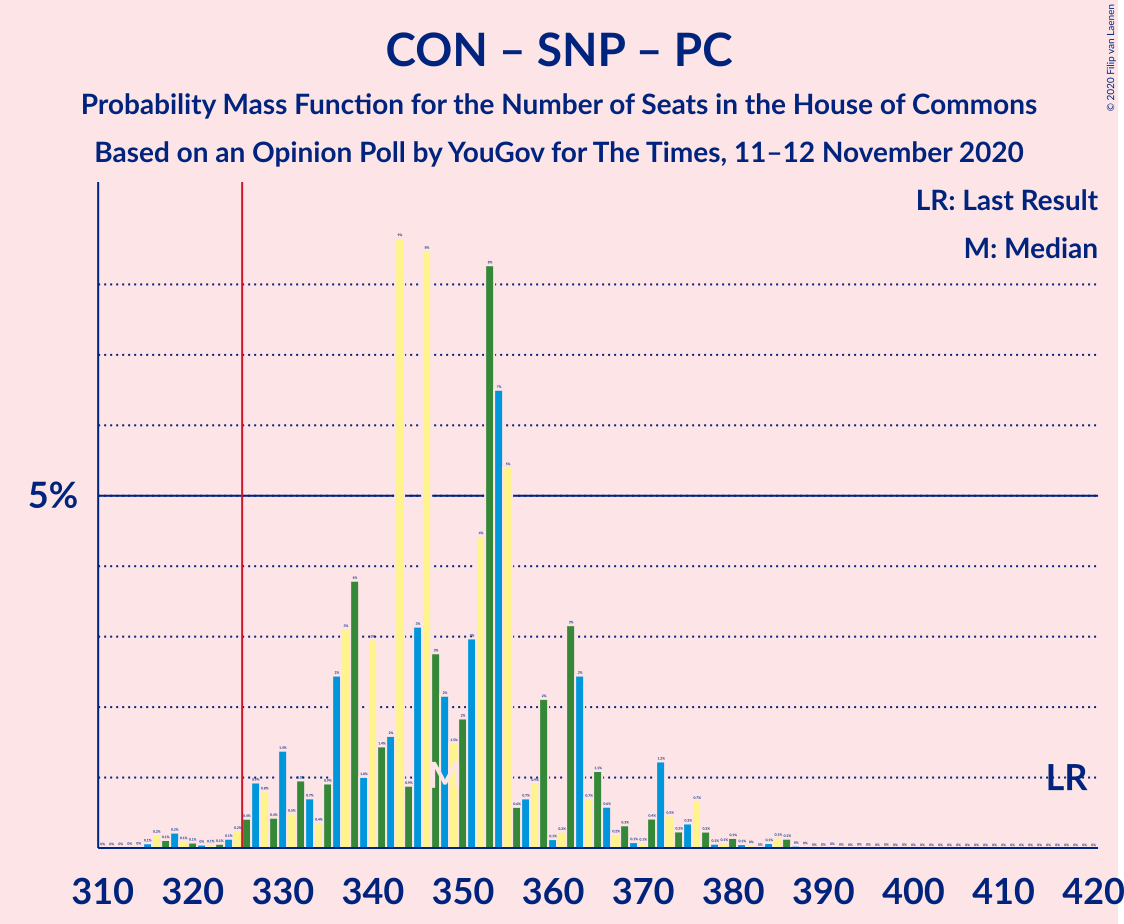 CON – SNP – PC
Probability Mass Function for the Number of Seats in the House of Commons
Based on an Opinion Poll by YouGov for The Times, 11–12 November 2020
© 2020 Filip van Laenen
LR: Last Result
M: Median
5%
M
LR
310 320 330 340 350 360 370 380 390 400 410 420